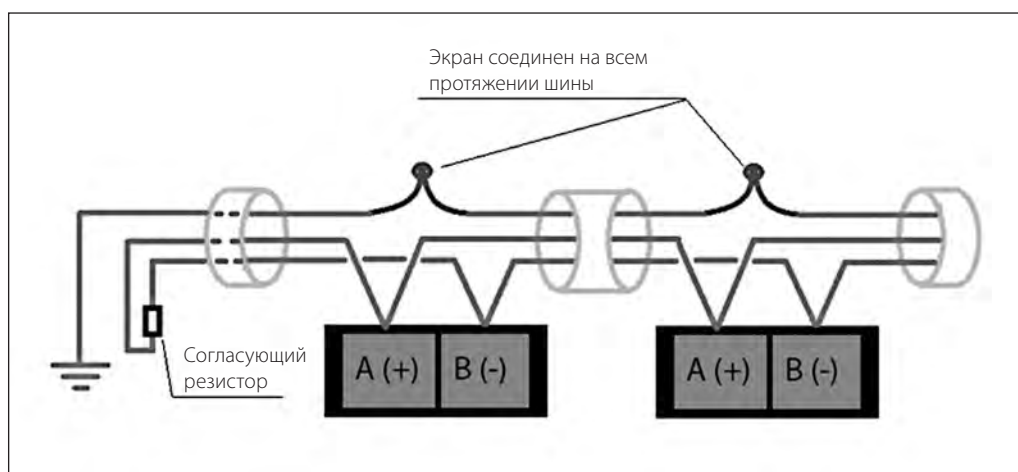 Экран соединен на всем
протяжении шины
Согласующий
резистор
A (+) B (-)
A (+) B (-)